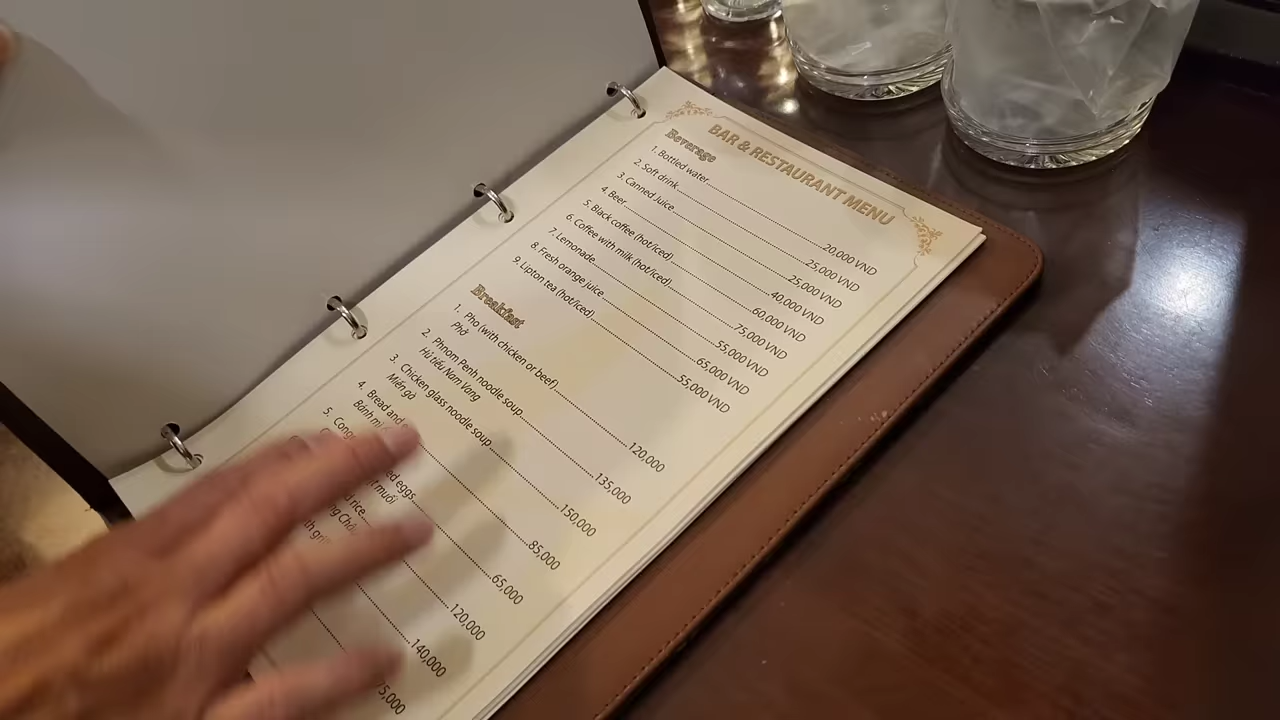 BAR & RESTAURANT MENU
Beverage
1. Bottled water........20,000 VND
2. Soft drink........25,000 VND
3. Canned Juice........25,000 VND
4. Beer........40,000 VND
5. Black coffee (hot/iced)........60,000 VND
6. Coffee with milk (hot/iced)........75,000 VND
7. Lemonade........55,000 VND
8. Fresh orange juice........65,000 VND
9. Lipton tea (hot/iced)........55,000 VND
Breakfast
1. Pho (with chicken or beef)........120,000
Phở
2. Phrom Penh noodle soup........135,000
Hủ tiếu Nam Vang
3. Chicken glass noodle soup........150,000
Miến gà
4. Bread and ........85,000
Bánh mì
5. eggs........65,000
muối
rice........120,000
140,000